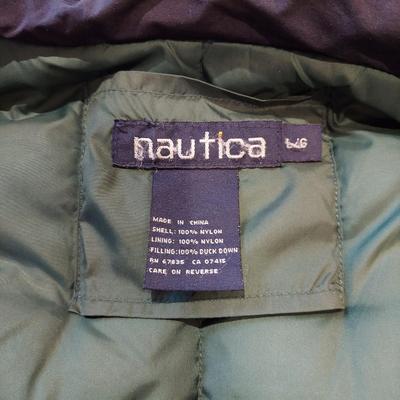 nautica
P/G
MADE IN CHINA
SHELL: 100% NYLON
LINING: 100% NYLON
FILLING: 100% DUCK DOWN
RN 67835 CA 07415
CARE ON REVERSE